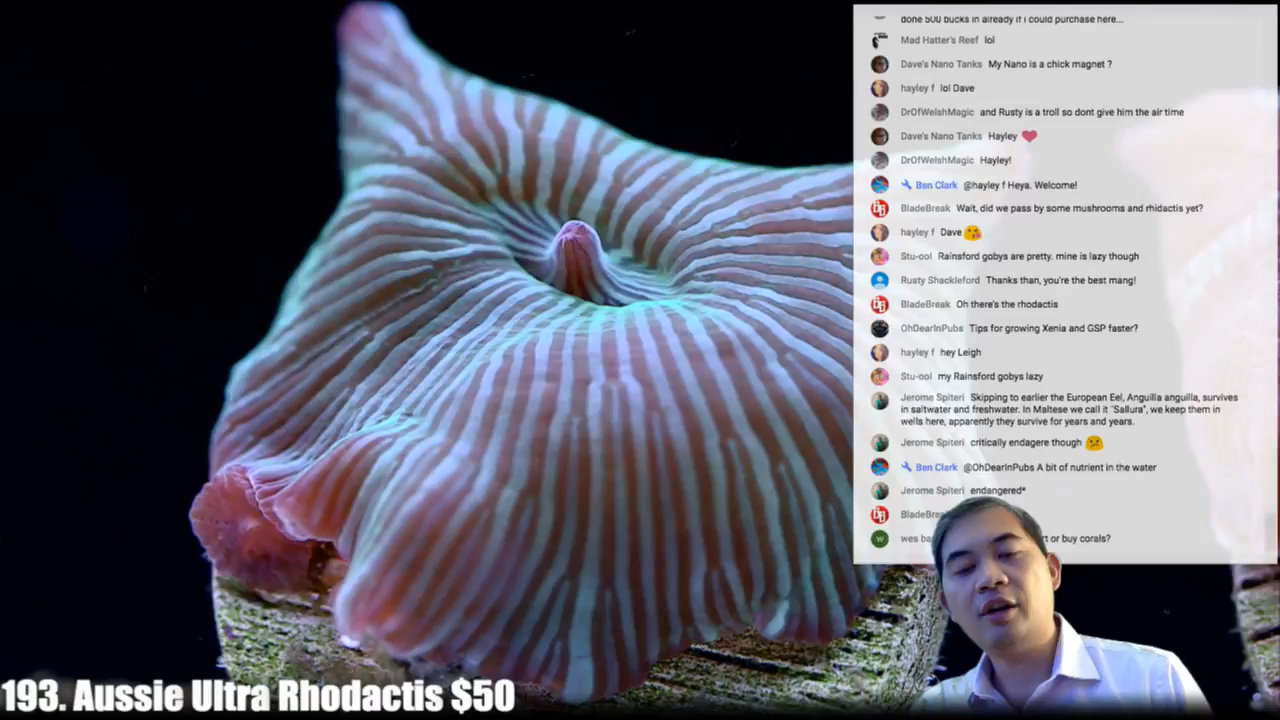 done 500 bucks in already if i could purchase here...
Mad Hatter's Reef lol
Dave's Nano Tanks My Nano is a chick magnet ?
hayley f lol Dave
DrOfWelshMagic and Rusty is a troll so dont give him the air time
Dave's Nano Tanks Hayley
DrOfWelshMagic Hayley!
Ben Clark @hayley f Heya. Welcome!
BladeBreak Wait, did we pass by some mushrooms and rhidactis yet?
hayley f Dave
Stu-ool Rainsford gobys are pretty. mine is lazy though
Rusty Shackleford Thanks than, you're the best mang!
BladeBreak Oh there's the rhodactis
OhDearInPubs Tips for growing Xenia and GSP faster?
hayley f hey Leigh
Stu-ool my Rainsford gobys lazy
Jerome Spiteri Skipping to earlier the European Eel, Anguilla anguilla, survives
in saltwater and freshwater. In Maltese we call it "Sallura", we keep them in
wells here, apparently they survive for years and years.
Jerome Spiteri critically endagere though
Ben Clark @OhDearInPubs A bit of nutrient in the water
Jerome Spiteri endangered*
BladeBrea
wes ba rt or buy corals?
193. Aussie Ultra Rhodactis $50